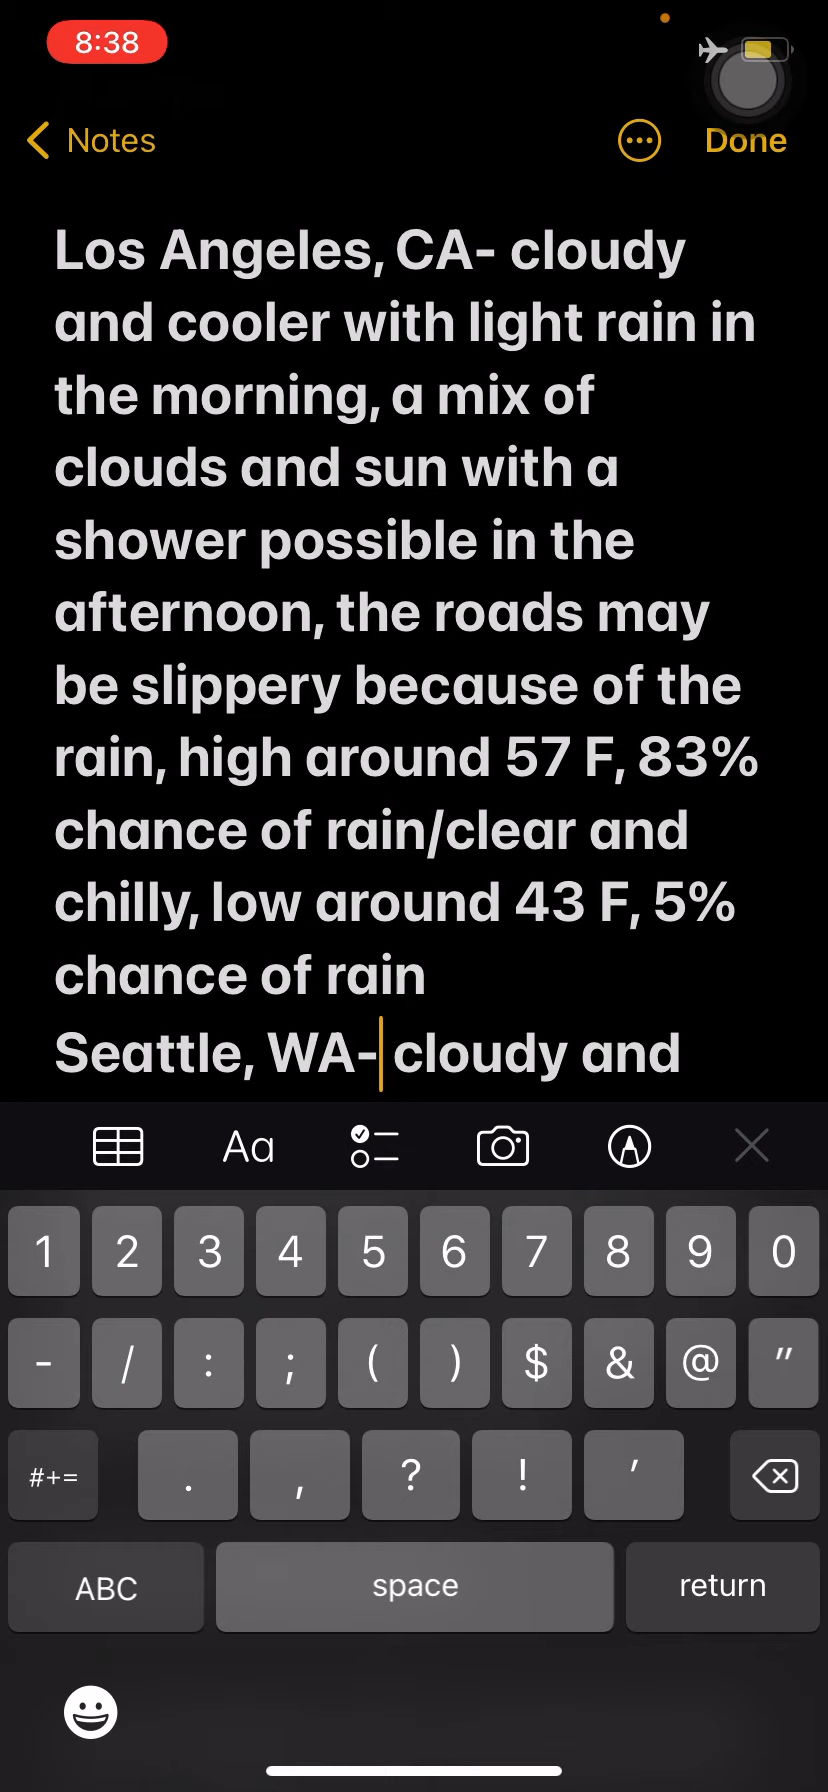 8:38
Notes
Done
Los Angeles, CA- cloudy
and cooler with light rain in
the morning, a mix of
clouds and sun with a
shower possible in the
afternoon, the roads may
be slippery because of the
rain, high around 57 F, 83%
chance of rain/clear and
chilly, low around 43 F, 5%
chance of rain
Seattle, WA- cloudy and
Aa
1 2 3 4 5 6 7 8 9 0
- / : ; ( ) $ & @ "
#+= . , ? ! '
ABC space return